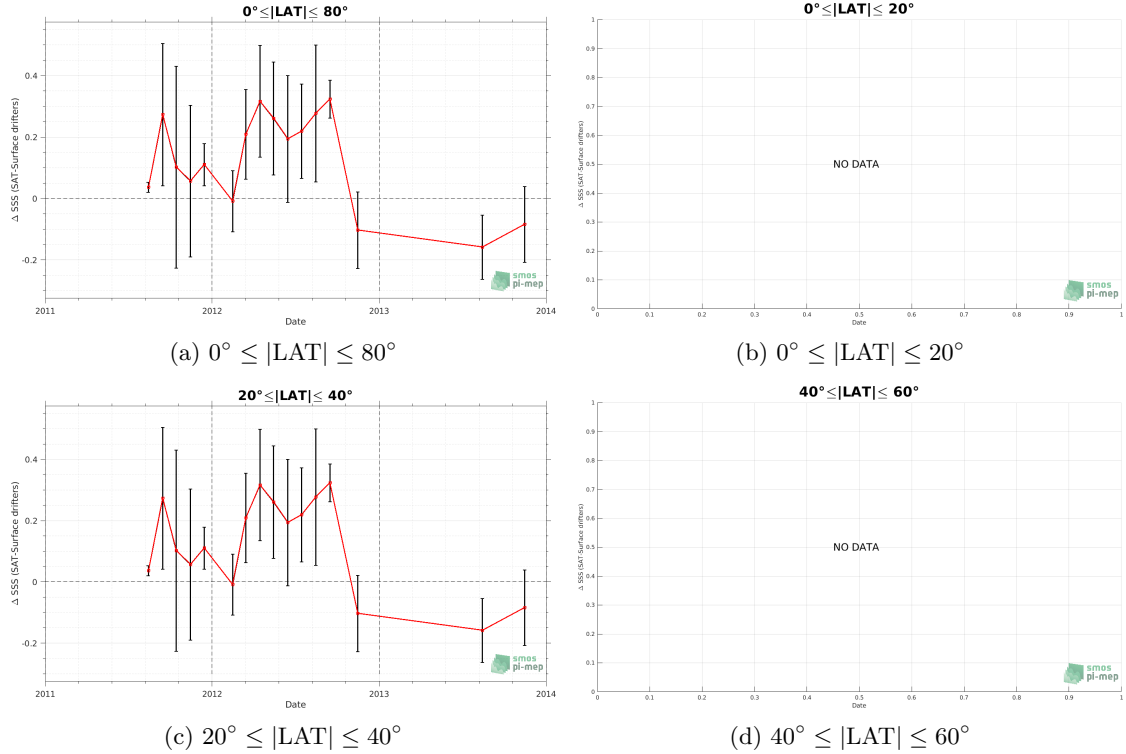 0°≤|LAT|≤ 80°
0.4
0.2
0
-0.2
Δ SSS (SAT-Surface drifters)
2011
2012
2013
2014
Date
smos
pi-mep
(a) 0° ≤ |LAT| ≤ 80°
0°≤|LAT|≤ 20°
1
0.9
0.8
0.7
0.6
0.5
0.4
0.3
0.2
0.1
0
Δ SSS (SAT-Surface drifters)
NO DATA
0
0.1
0.2
0.3
0.4
0.5
0.6
0.7
0.8
0.9
1
Date
smos
pi-mep
(b) 0° ≤ |LAT| ≤ 20°
20°≤|LAT|≤ 40°
0.4
0.2
0
-0.2
Δ SSS (SAT-Surface drifters)
2011
2012
2013
2014
Date
smos
pi-mep
(c) 20° ≤ |LAT| ≤ 40°
40°≤|LAT|≤ 60°
1
0.9
0.8
0.7
0.6
0.5
0.4
0.3
0.2
0.1
0
Δ SSS (SAT-Surface drifters)
NO DATA
0
0.1
0.2
0.3
0.4
0.5
0.6
0.7
0.8
0.9
1
Date
smos
pi-mep
(d) 40° ≤ |LAT| ≤ 60°